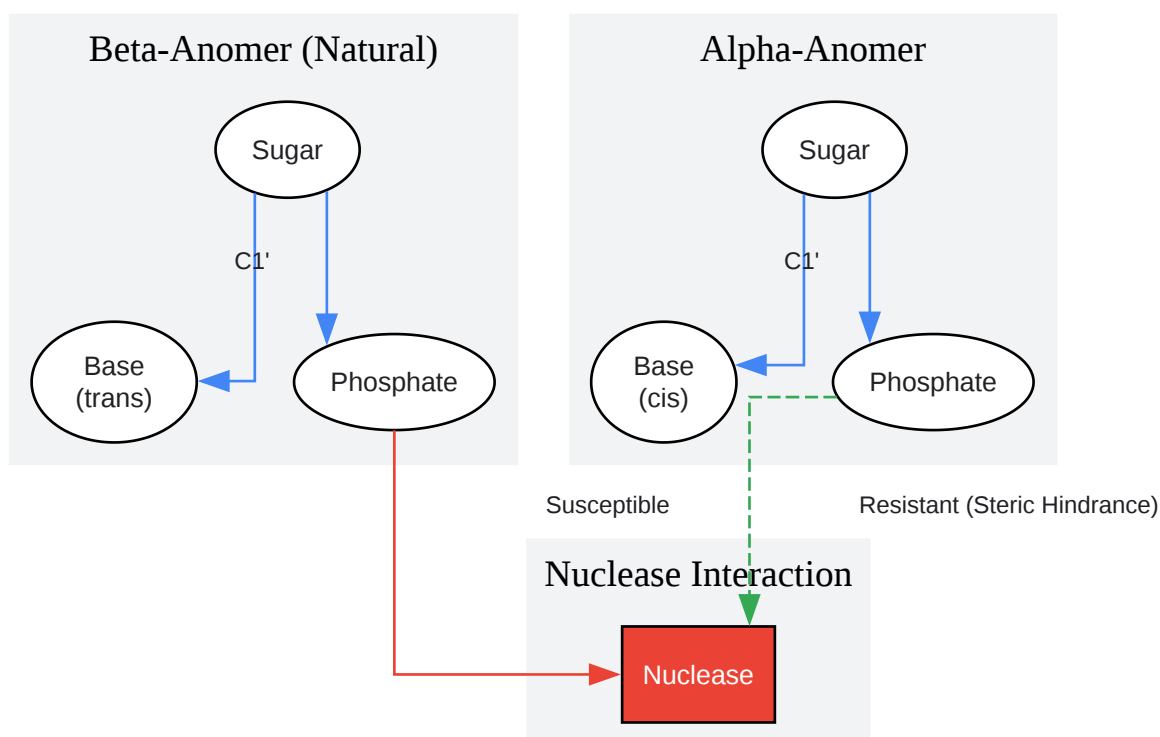 Beta-Anomer (Natural)
Sugar
C1'
Base
(trans)
Phosphate
Alpha-Anomer
Sugar
C1'
Base
(cis)
Phosphate
Susceptible
Resistant (Steric Hindrance)
Nuclease Interaction
Nuclease